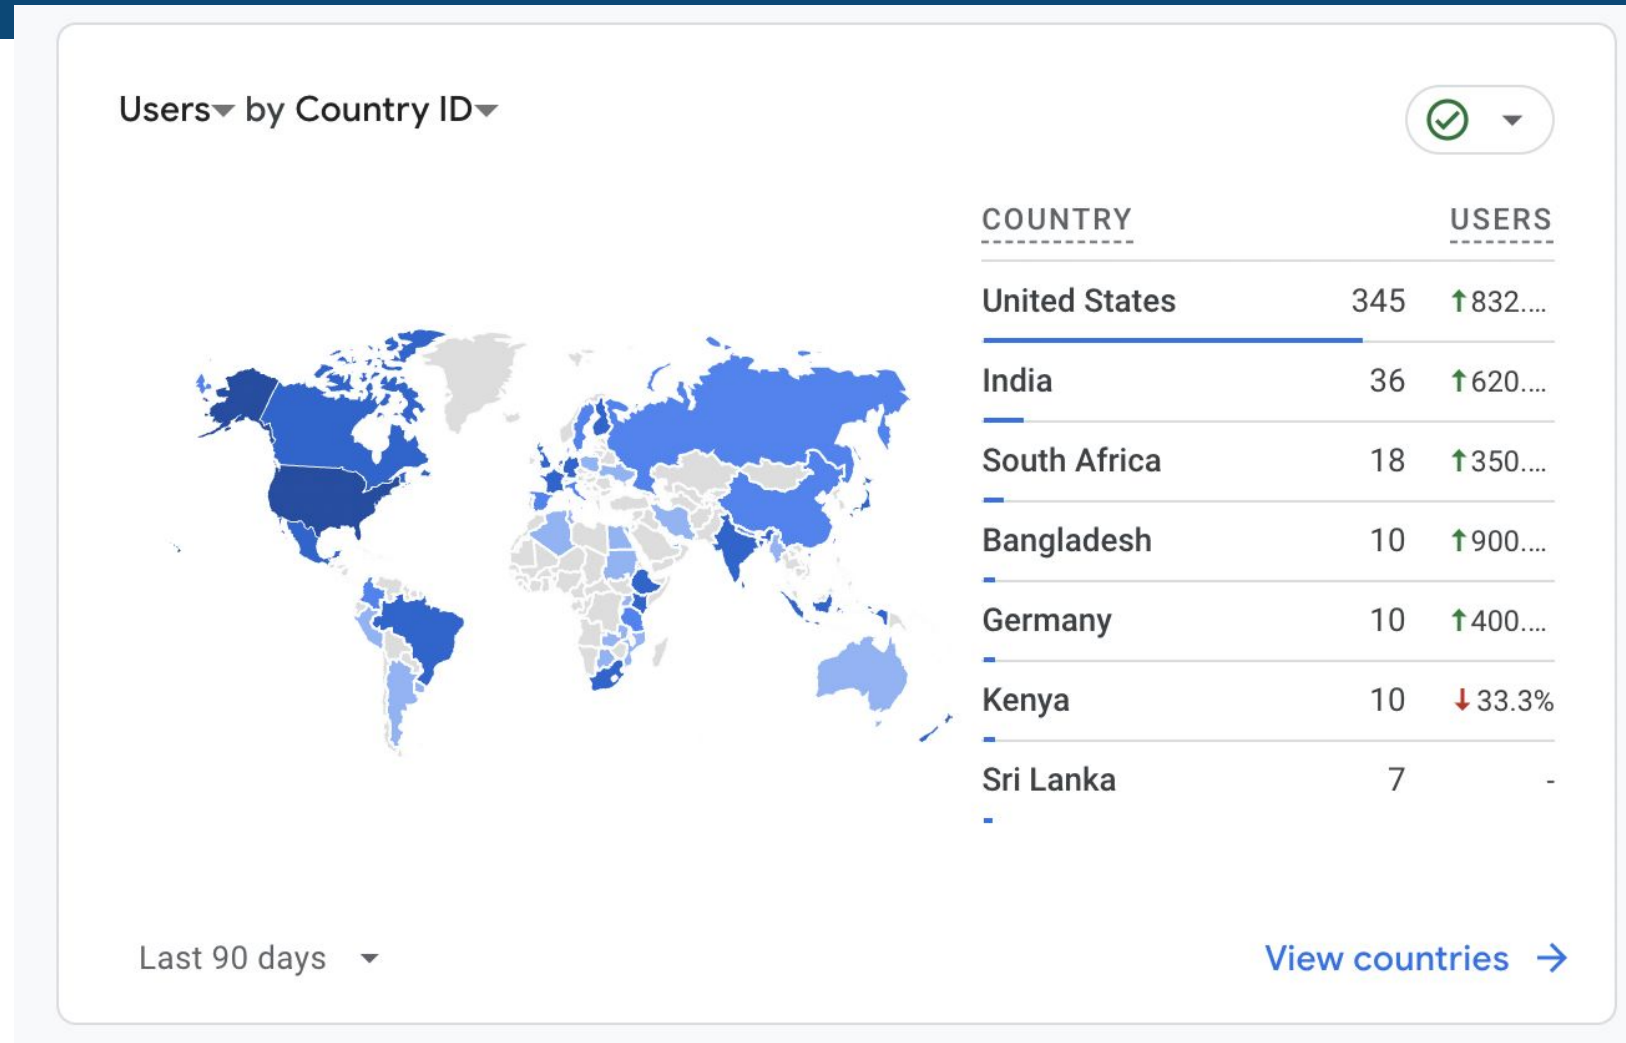 Users by Country ID
COUNTRY USERS
United States 345 ↑832....
India 36 ↑620....
South Africa 18 ↑350....
Bangladesh 10 ↑900....
Germany 10 ↑400....
Kenya 10 ↓33.3%
Sri Lanka 7 -
Last 90 days
View countries →